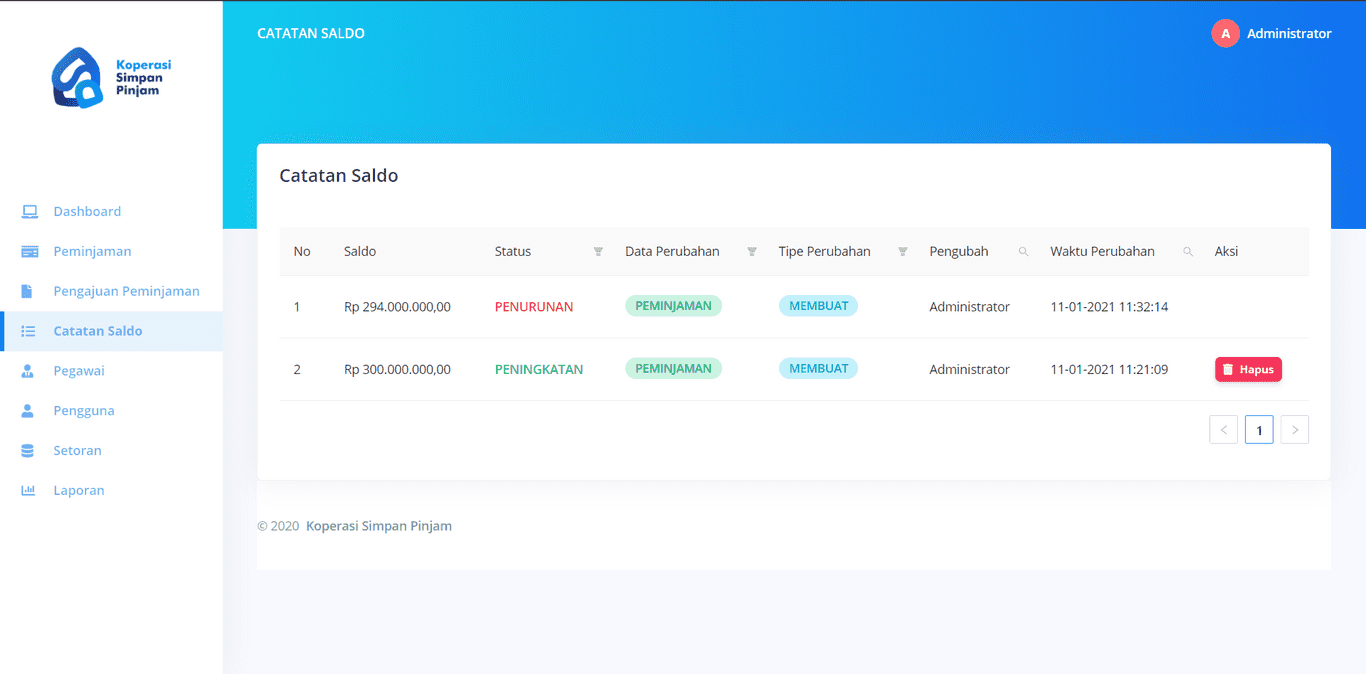 Koperasi
Simpan
Pinjam
CATATAN SALDO
A Administrator
Dashboard
Peminjaman
Pengajuan Peminjaman
Catatan Saldo
Pegawai
Pengguna
Setoran
Laporan
Catatan Saldo
No Saldo Status Data Perubahan Tipe Perubahan Pengubah Waktu Perubahan Aksi
1 Rp 294.000.000,00 PENURUNAN PEMINJAMAN MEMBUAT Administrator 11-01-2021 11:32:14
2 Rp 300.000.000,00 PENINGKATAN PEMINJAMAN MEMBUAT Administrator 11-01-2021 11:21:09 Hapus
< 1 >
© 2020 Koperasi Simpan Pinjam